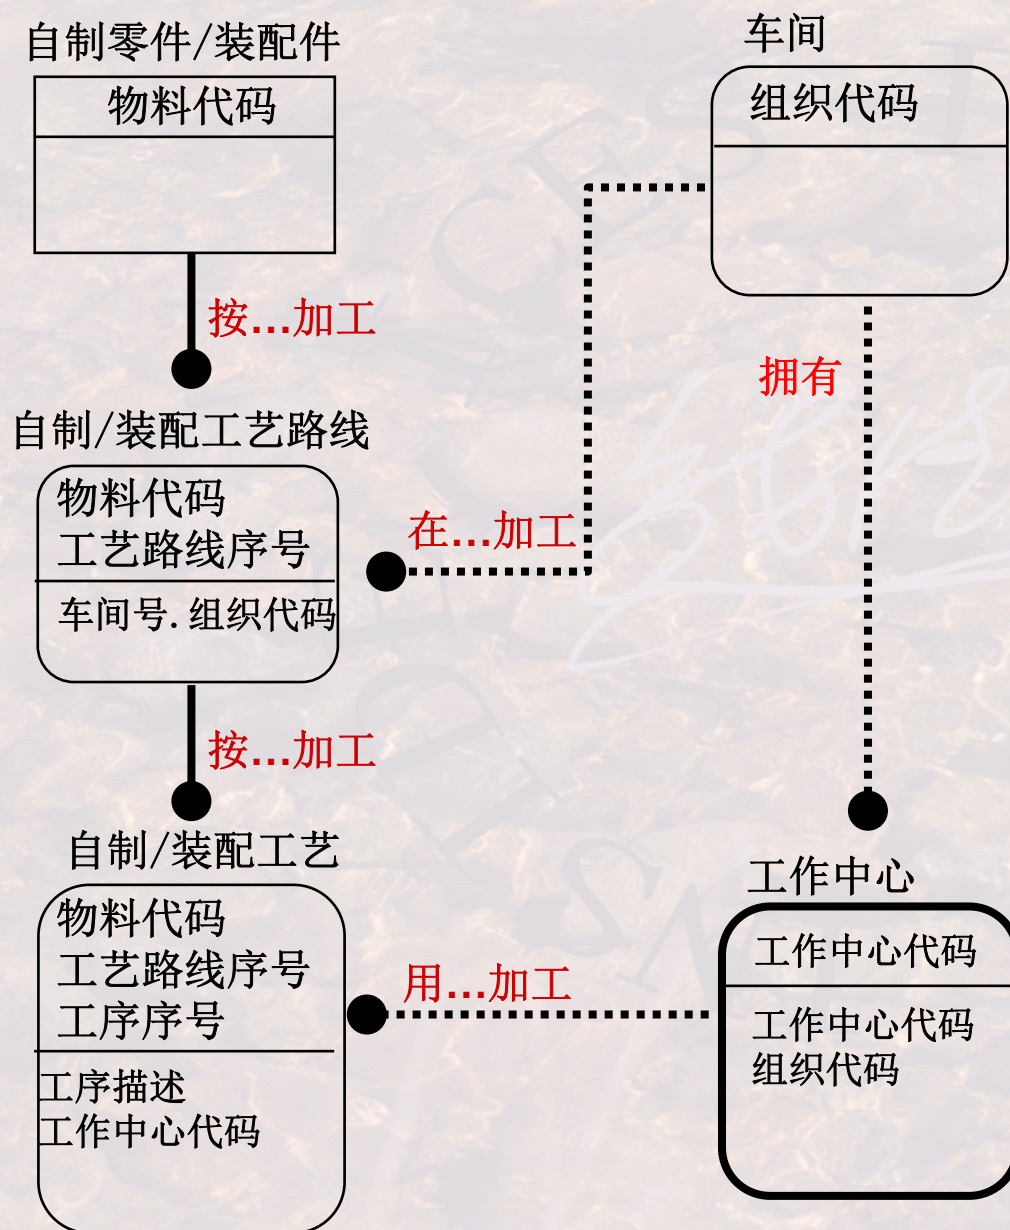 自制零件/装配件
物料代码
车间
组织代码
按...加工
拥有
自制/装配工艺路线
物料代码
工艺路线序号
车间号.组织代码
在...加工
按...加工
自制/装配工艺
物料代码
工艺路线序号
工序序号
工序描述
工作中心代码
用...加工
工作中心
工作中心代码
工作中心代码
组织代码